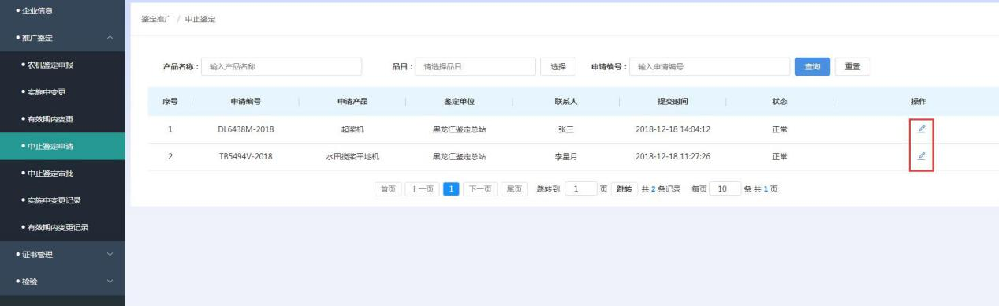 企业信息
推广鉴定
农机鉴定申报
实施中变更
有效期内变更
中止鉴定申请
中止鉴定审批
实施中变更记录
有效期内变更记录
证书管理
检验
鉴定推广 / 中止鉴定
产品名称： 输入产品名称 品目： 请选择品目 选择 申请编号： 输入申请编号 查询 重置
序号 申请编号 申请产品 鉴定单位 联系人 提交时间 状态 操作
1 DL6438M-2018 起浆机 黑龙江鉴定总站 张三 2018-12-18 14:04:12 正常
2 TB5494V-2018 水田搅浆平地机 黑龙江鉴定总站 李星月 2018-12-18 11:27:26 正常
首页 上一页 1 下一页 尾页 跳转到 1 页 跳转 共 2 条记录 每页 10 条 共 1 页